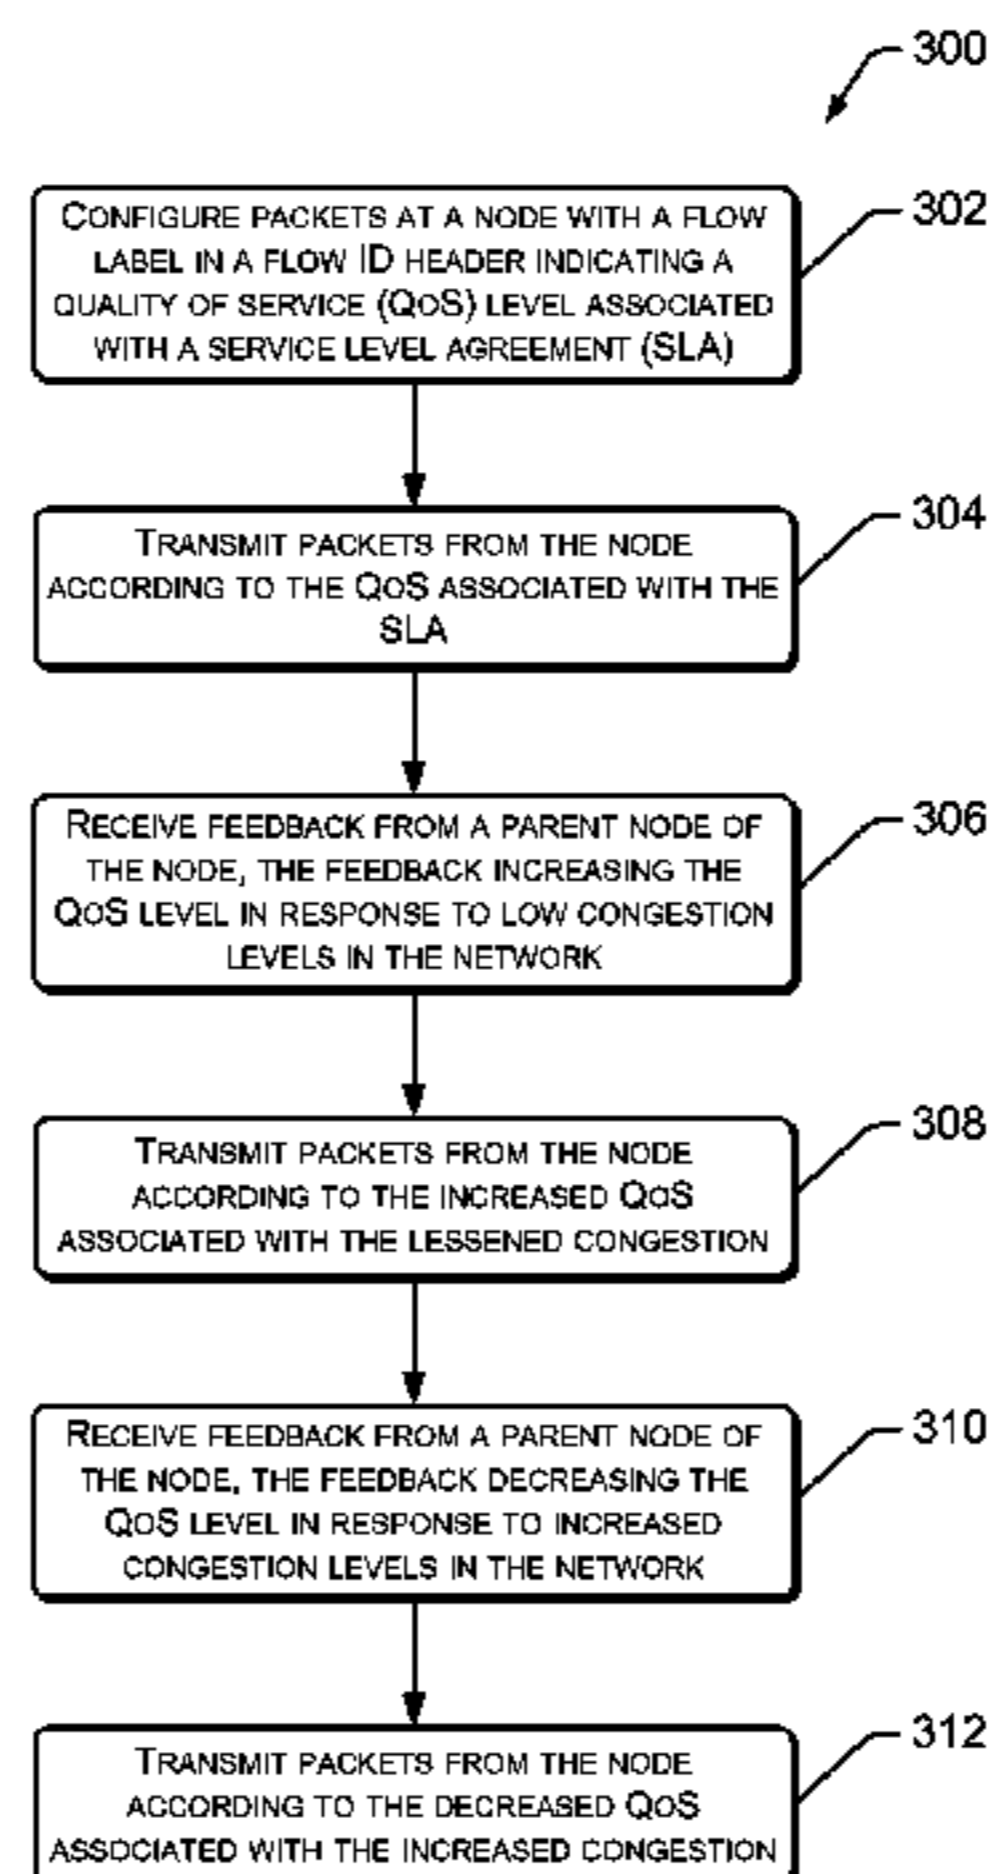 300
302
CONFIGURE PACKETS AT A NODE WITH A FLOW
LABEL IN A FLOW ID HEADER INDICATING A
QUALITY OF SERVICE (QOS) LEVEL ASSOCIATED
WITH A SERVICE LEVEL AGREEMENT (SLA)
304
TRANSMIT PACKETS FROM THE NODE
ACCORDING TO THE QOS ASSOCIATED WITH THE
SLA
306
RECEIVE FEEDBACK FROM A PARENT NODE OF
THE NODE, THE FEEDBACK INCREASING THE
QOS LEVEL IN RESPONSE TO LOW CONGESTION
LEVELS IN THE NETWORK
308
TRANSMIT PACKETS FROM THE NODE
ACCORDING TO THE INCREASED QOS
ASSOCIATED WITH THE LESSENED CONGESTION
310
RECEIVE FEEDBACK FROM A PARENT NODE OF
THE NODE, THE FEEDBACK DECREASING THE
QOS LEVEL IN RESPONSE TO INCREASED
CONGESTION LEVELS IN THE NETWORK
312
TRANSMIT PACKETS FROM THE NODE
ACCORDING TO THE DECREASED QOS
ASSOCIATED WITH THE INCREASED CONGESTION